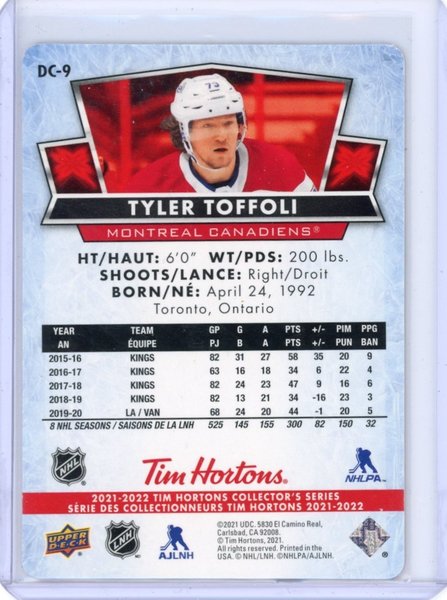 DC-9
73
TYLER TOFFOLI
MONTREAL CANADIENS®
HT/HAUT: 6'0" WT/PDS: 200 lbs.
SHOOTS/LANCE: Right/Droit
BORN/NÉ: April 24, 1992
Toronto, Ontario
YEAR TEAM GP G A PTS +/- PIM PPG
AN ÉQUIPE PJ B A PTS +/- PUN BAN
2015-16 KINGS 82 31 27 58 35 20 9
2016-17 KINGS 63 16 18 34 6 22 4
2017-18 KINGS 82 24 23 47 9 16 6
2018-19 KINGS 82 13 21 34 -16 23 3
2019-20 LA / VAN 68 24 20 44 -1 20 5
8 NHL SEASONS / SAISONS DE LA LNH 525 145 155 300 82 150 32
NHL
Tim Hortons®
NHLPA
2021-2022 TIM HORTONS COLLECTOR'S SERIES
SÉRIE DES COLLECTIONNEURS TIM HORTONS 2021-2022
UPPER DECK
LNH
AJLNH
©2021 UDC. 5830 El Camino Real,
Carlsbad, CA 92008.
© Tim Hortons, 2021.
All rights reserved. Printed in the
USA. © NHL/LNH. ©NHLPA/AJLNH.